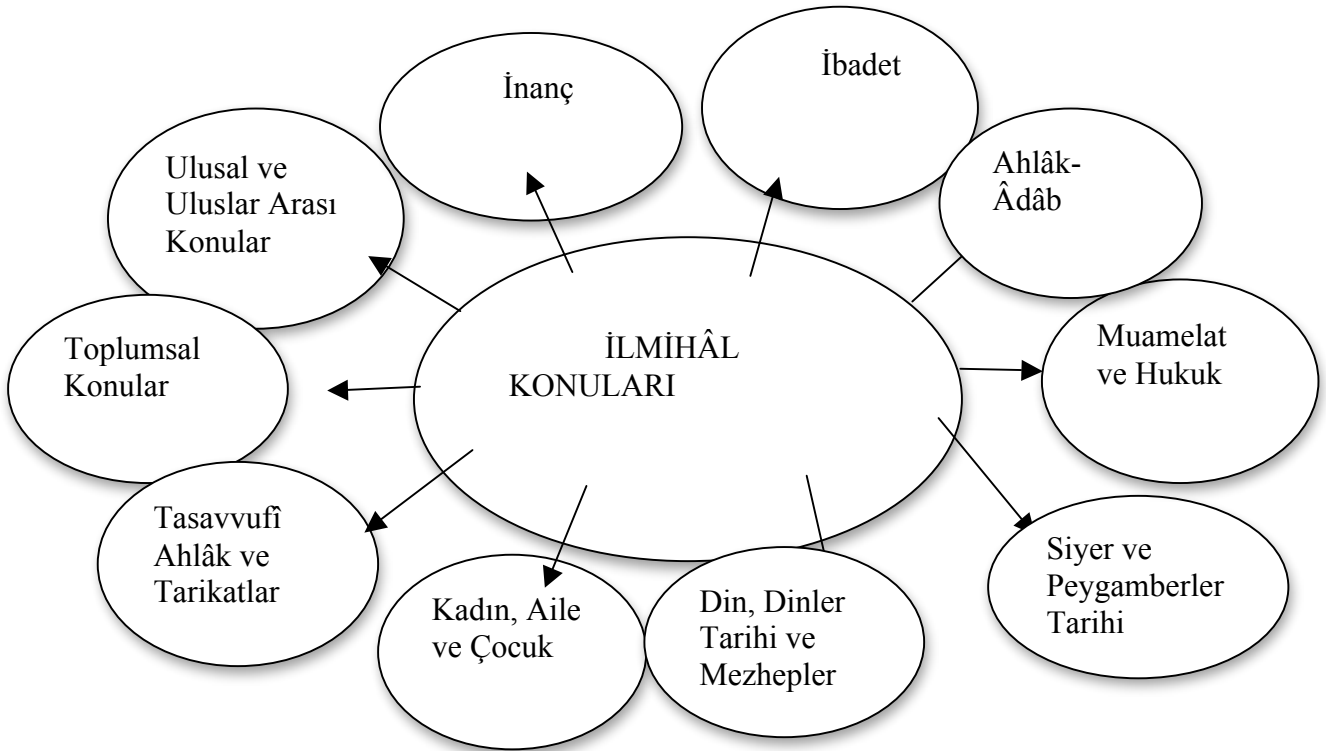 İnanç
İbadet
Ahlâk-
Âdâb
Muamelat
ve Hukuk
Siyer ve
Peygamberler
Tarihi
Din, Dinler
Tarihi ve
Mezhepler
Kadın, Aile
ve Çocuk
Tasavvufî
Ahlâk ve
Tarikatlar
Toplumsal
Konular
Ulusal ve
Uluslar Arası
Konular
İLMİHÂL
KONULARI